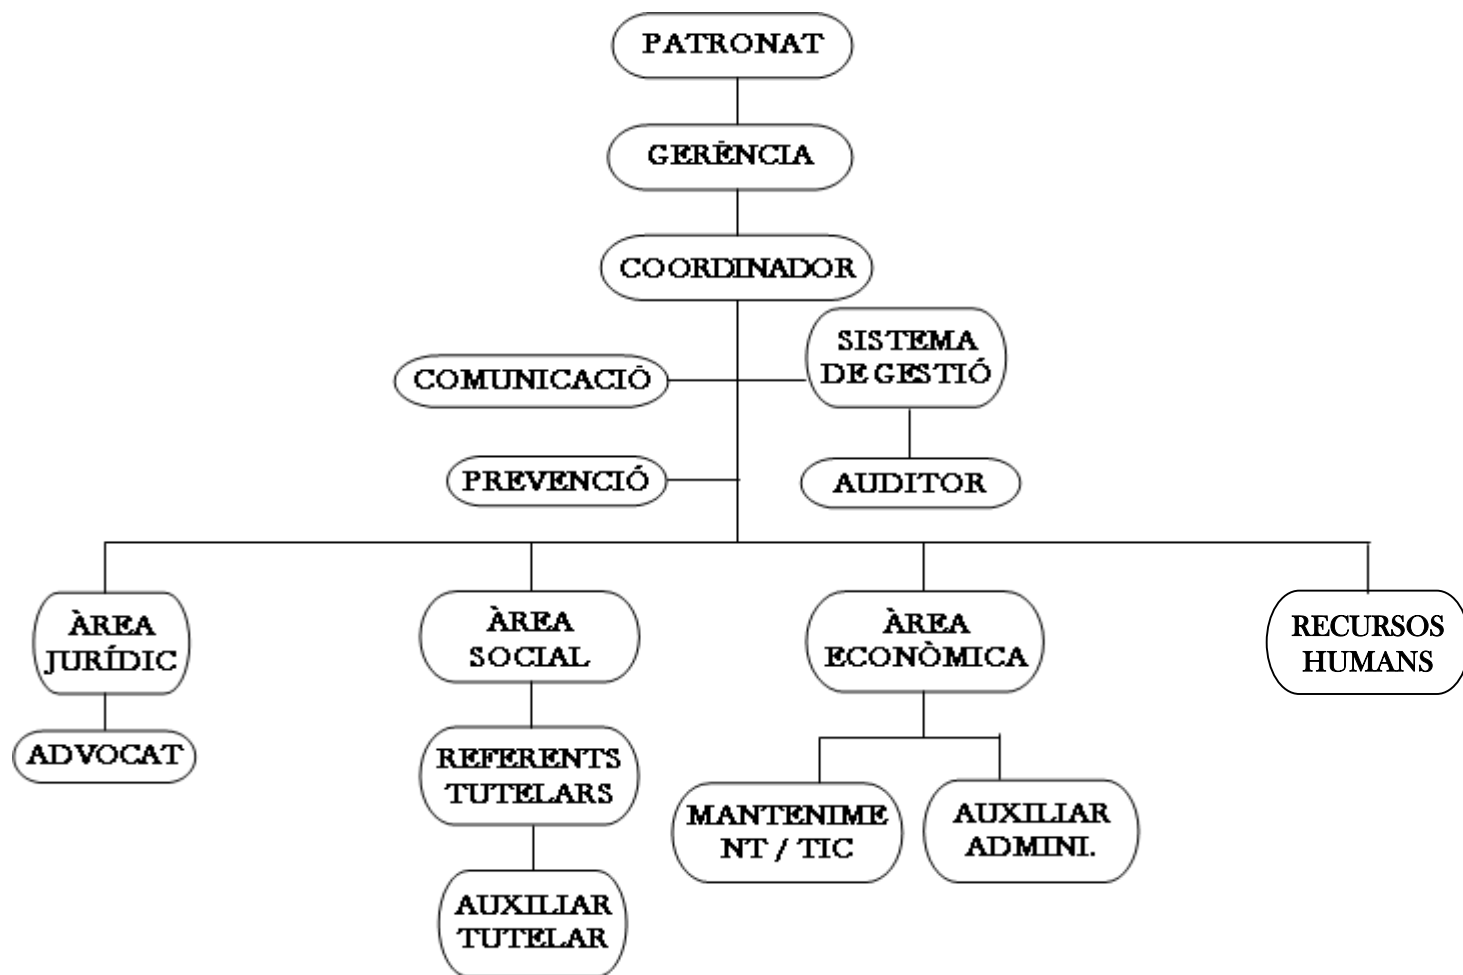 PATRONAT
GERÈNCIA
COORDINADOR
SISTEMA
DE GESTIÓ
COMUNICACIÓ
PREVENCIÓ
AUDITOR
ÀREA
JURÍDIC
ÀREA
SOCIAL
ÀREA
ECONÒMICA
RECURSOS
HUMANS
ADVOCAT
REFERENTS
TUTELARS
MANTENIME
NT / TIC
AUXILIAR
ADMINI.
AUXILIAR
TUTELAR